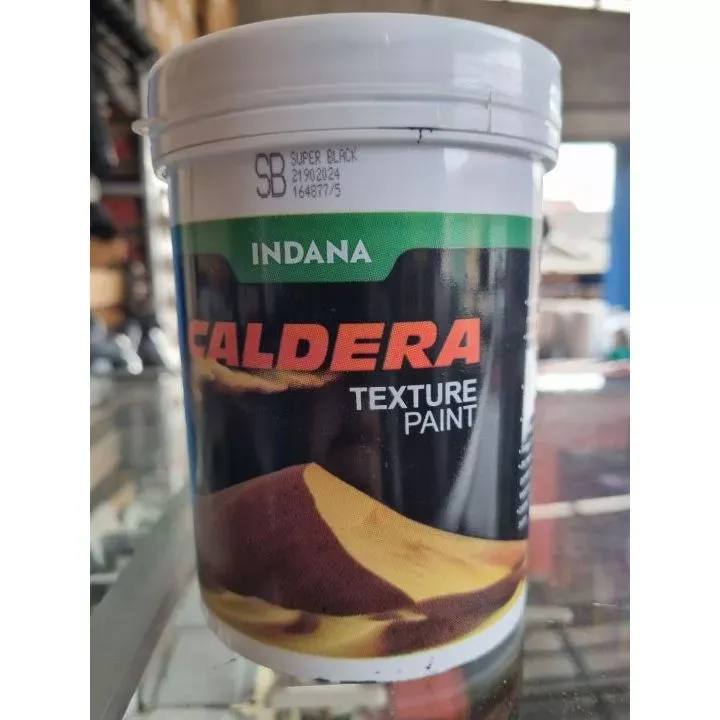 SB
SUPER BLACK
21902024
164877/5
INDANA
CALDERA
TEXTURE
PAINT